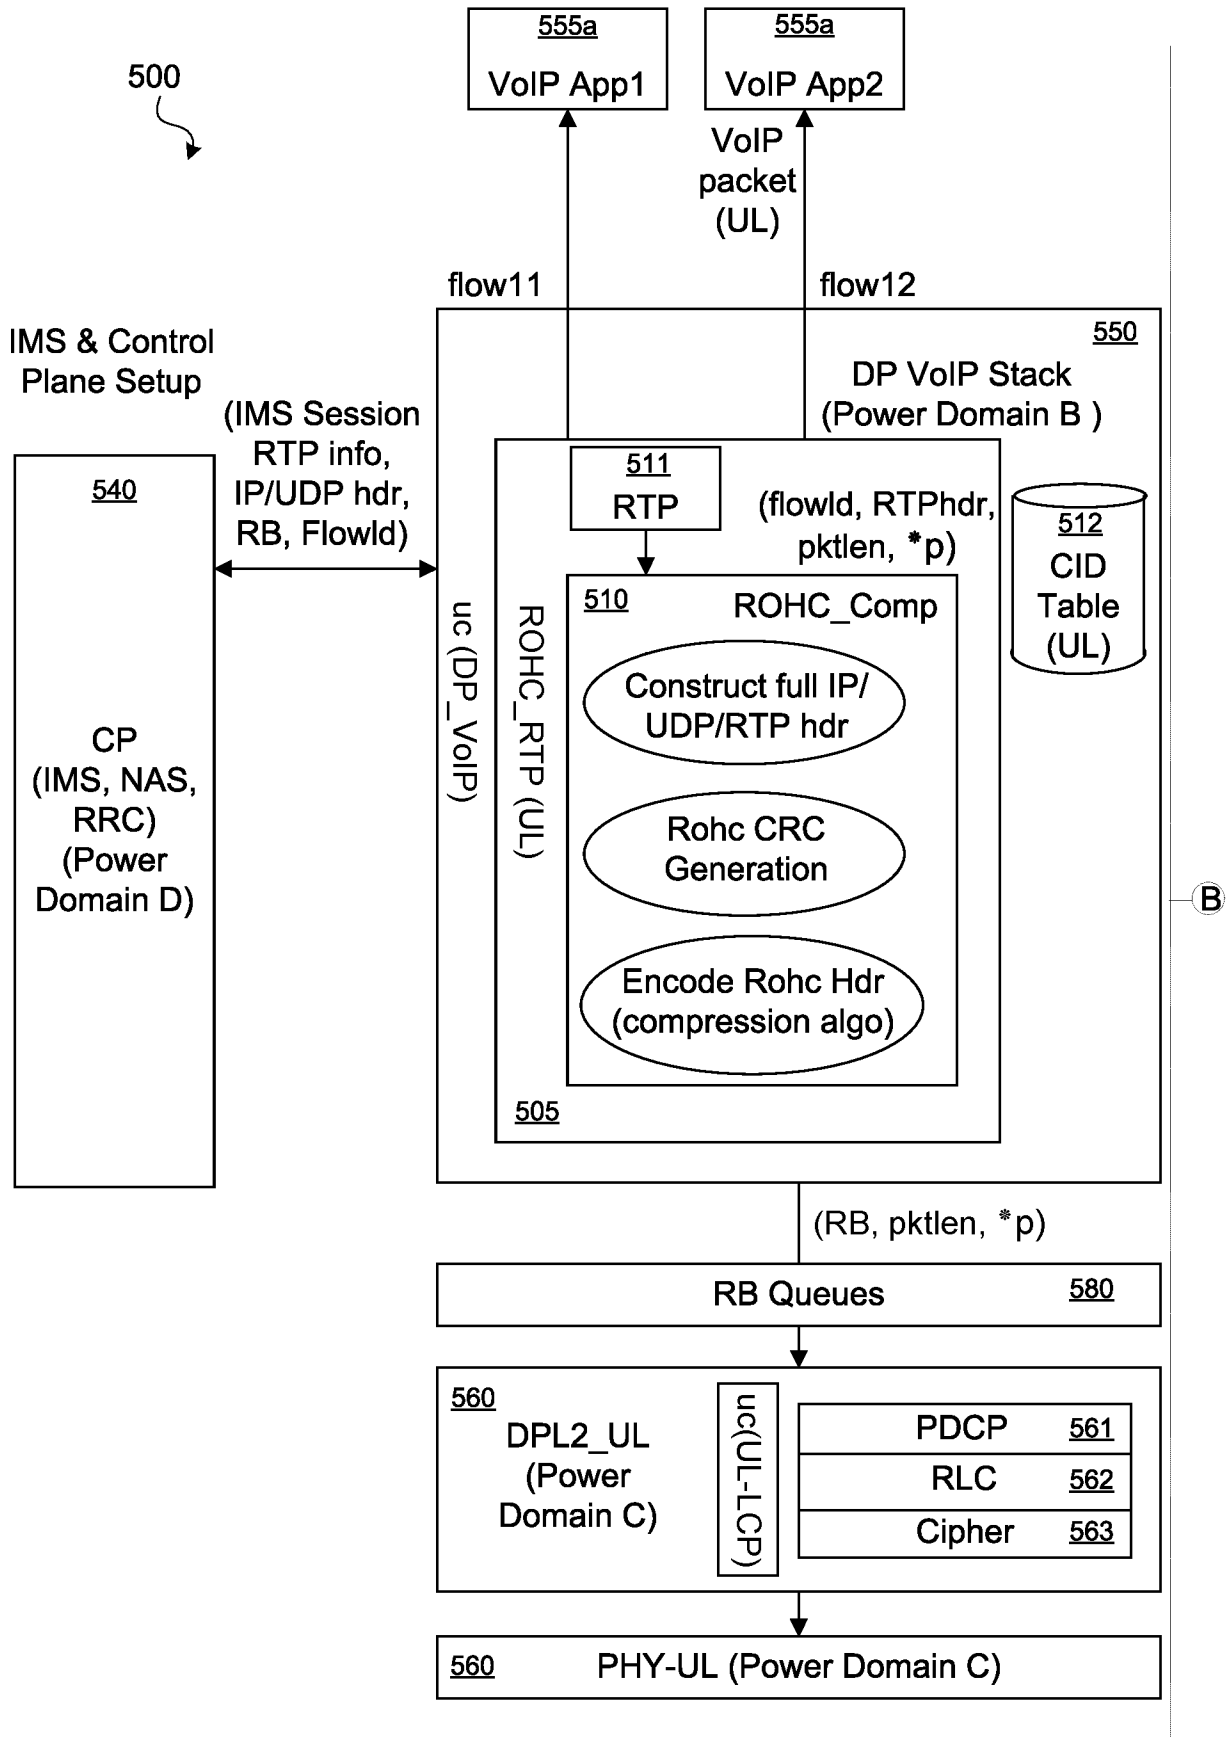 500
555a
VoIP App1
555a
VoIP App2
VoIP
packet
(UL)
flow11
flow12
IMS & Control
Plane Setup
(IMS Session
RTP info,
IP/UDP hdr,
RB, FlowId)
540
CP
(IMS, NAS,
RRC)
(Power
Domain D)
550
DP VoIP Stack
(Power Domain B )
uc (DP_VoIP)
ROHC_RTP (UL)
511
RTP
(flowId, RTPhdr,
pktlen, *p)
512
CID
Table
(UL)
510
ROHC_Comp
Construct full IP/
UDP/RTP hdr
Rohc CRC
Generation
Encode Rohc Hdr
(compression algo)
505
B
(RB, pktlen, *p)
RB Queues
580
560
DPL2_UL
(Power
Domain C)
uc(UL-LCP)
PDCP
561
RLC
562
Cipher
563
560
PHY-UL (Power Domain C)